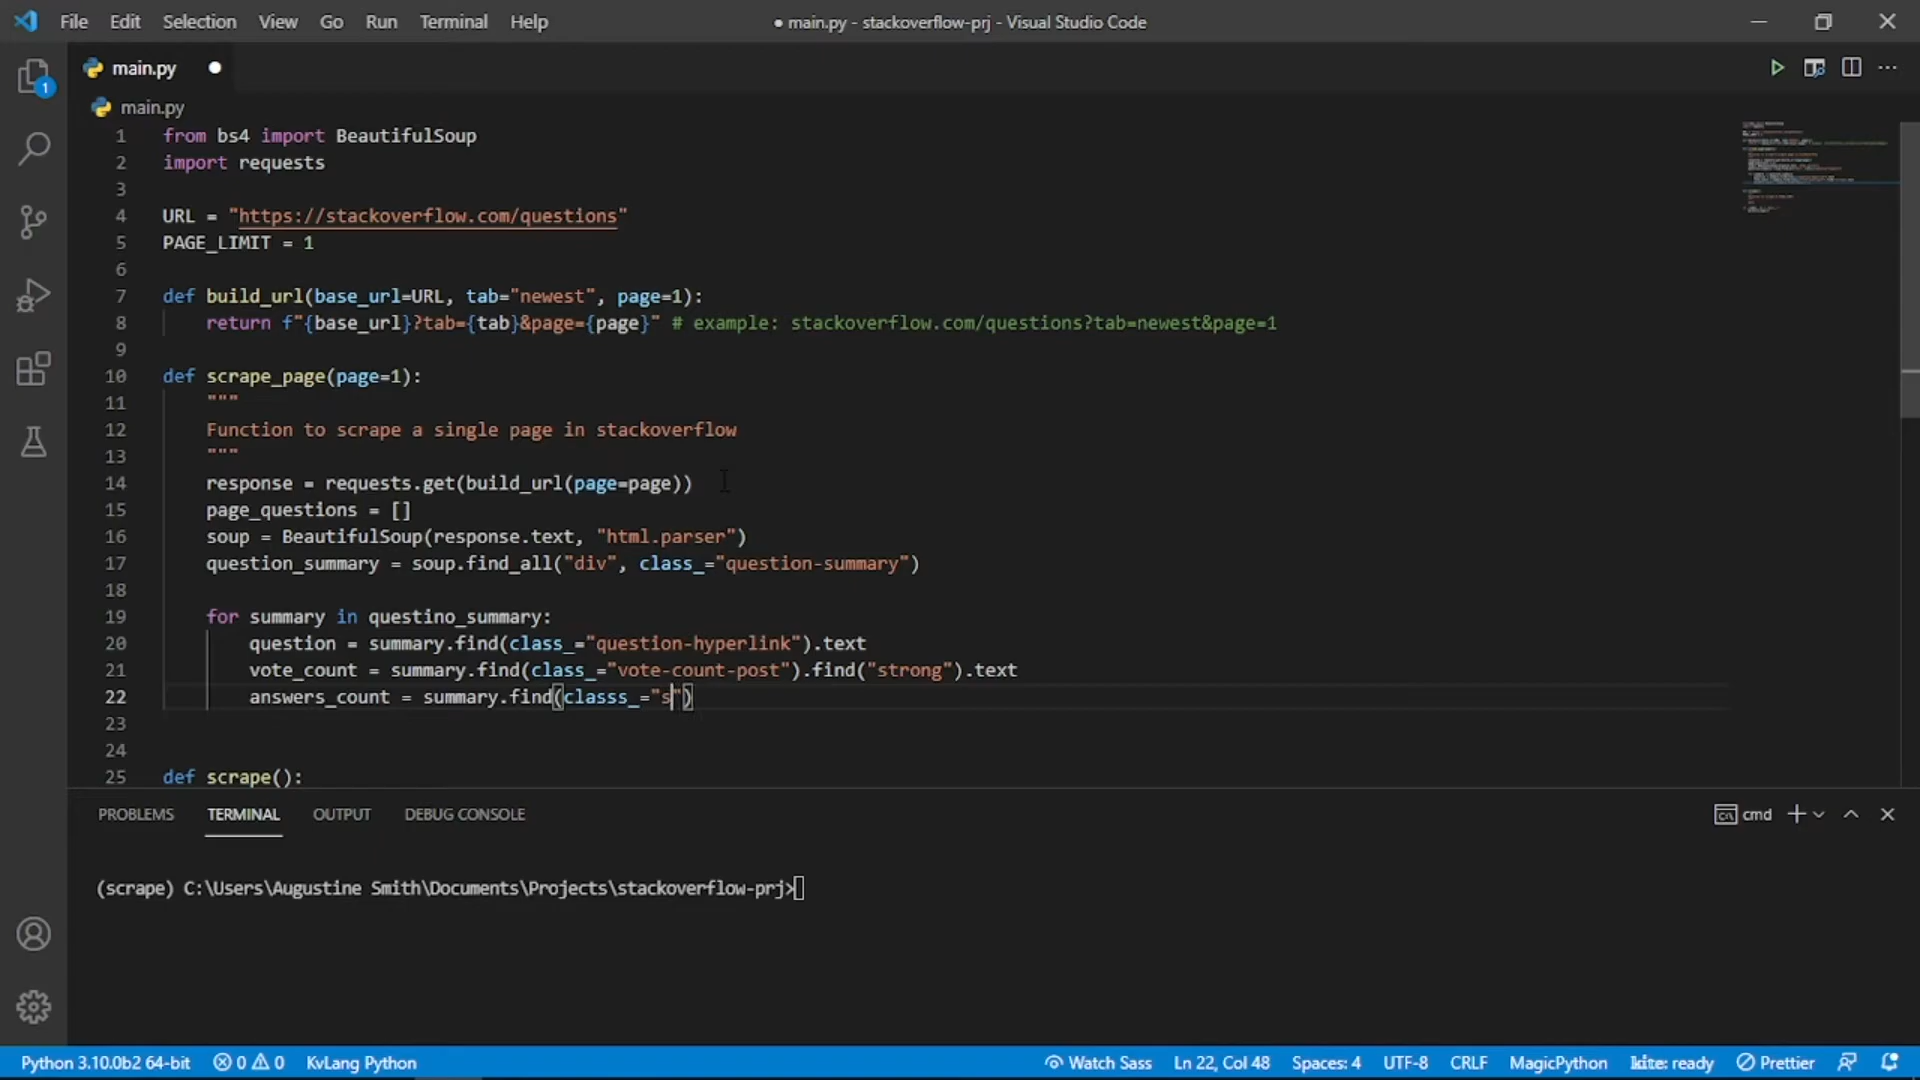 File Edit Selection View Go Run Terminal Help
● main.py - stackoverflow-prj - Visual Studio Code
main.py
main.py
1 from bs4 import BeautifulSoup
2 import requests
3
4 URL = "https://stackoverflow.com/questions"
5 PAGE_LIMIT = 1
6
7 def build_url(base_url=URL, tab="newest", page=1):
8 return f"{base_url}?tab={tab}&page={page}" # example: stackoverflow.com/questions?tab=newest&page=1
9
10 def scrape_page(page=1):
11 """
12 Function to scrape a single page in stackoverflow
13 """
14 response = requests.get(build_url(page=page))
15 page_questions = []
16 soup = BeautifulSoup(response.text, "html.parser")
17 question_summary = soup.find_all("div", class_="question-summary")
18
19 for summary in questino_summary:
20 question = summary.find(class_="question-hyperlink").text
21 vote_count = summary.find(class_="vote-count-post").find("strong").text
22 answers_count = summary.find(classs_="s")
23
24
25 def scrape():
PROBLEMS TERMINAL OUTPUT DEBUG CONSOLE
cmd
(scrape) C:\Users\Augustine Smith\Documents\Projects\stackoverflow-prj>
1
Python 3.10.0b2 64-bit 0 0 KvLang Python Watch Sass Ln 22, Col 48 Spaces: 4 UTF-8 CRLF MagicPython kite: ready Prettier